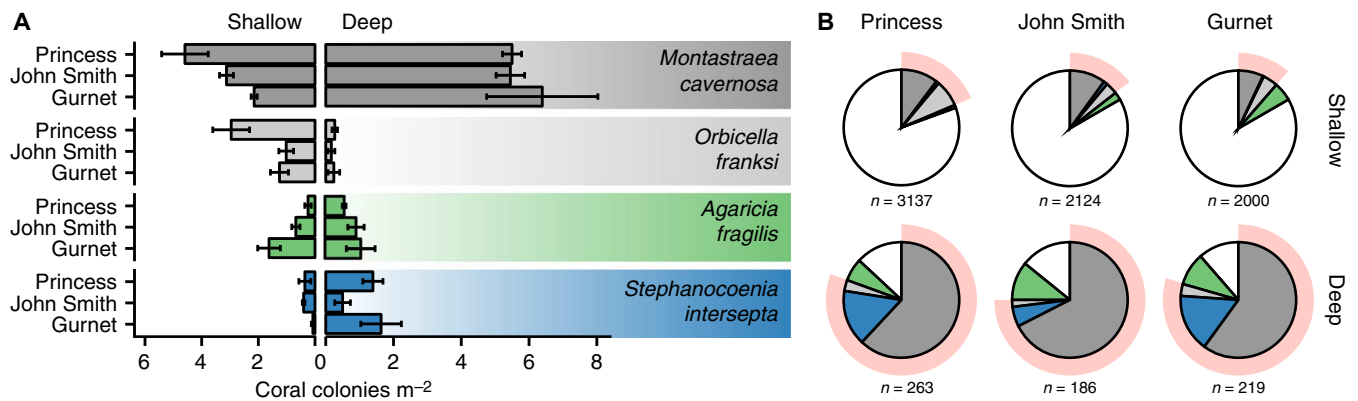 A
Shallow Deep
Princess
John Smith
Gurnet
Montastraea
cavernosa
Princess
John Smith
Gurnet
Orbicella
franksi
Princess
John Smith
Gurnet
Agaricia
fragilis
Princess
John Smith
Gurnet
Stephanocoenia
intersepta
6 4 2 0 2 4 6 8
Coral colonies m–2
B
Princess John Smith Gurnet
Shallow
n = 3137 n = 2124 n = 2000
Deep
n = 263 n = 186 n = 219